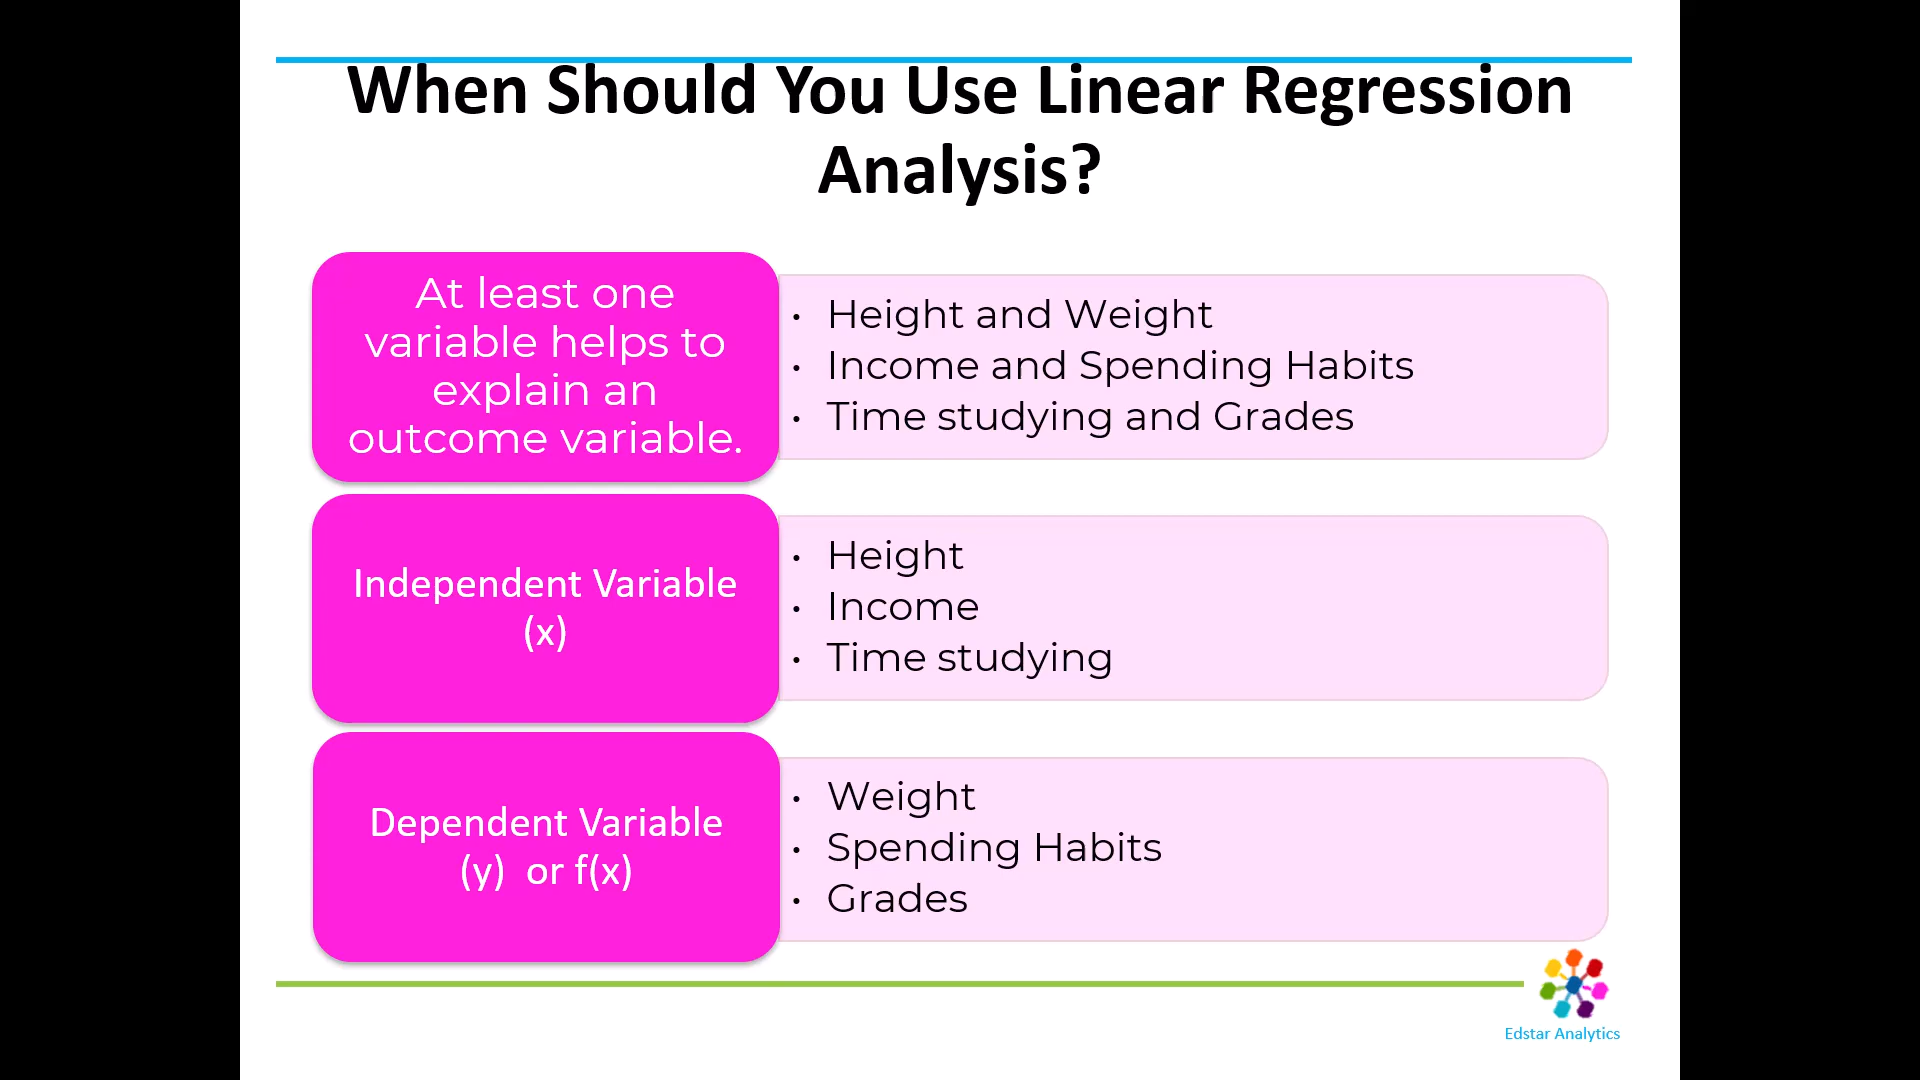 When Should You Use Linear Regression
Analysis?
At least one
variable helps to
explain an
outcome variable.
• Height and Weight
• Income and Spending Habits
• Time studying and Grades
Independent Variable
(x)
• Height
• Income
• Time studying
Dependent Variable
(y) or f(x)
• Weight
• Spending Habits
• Grades
Edstar Analytics